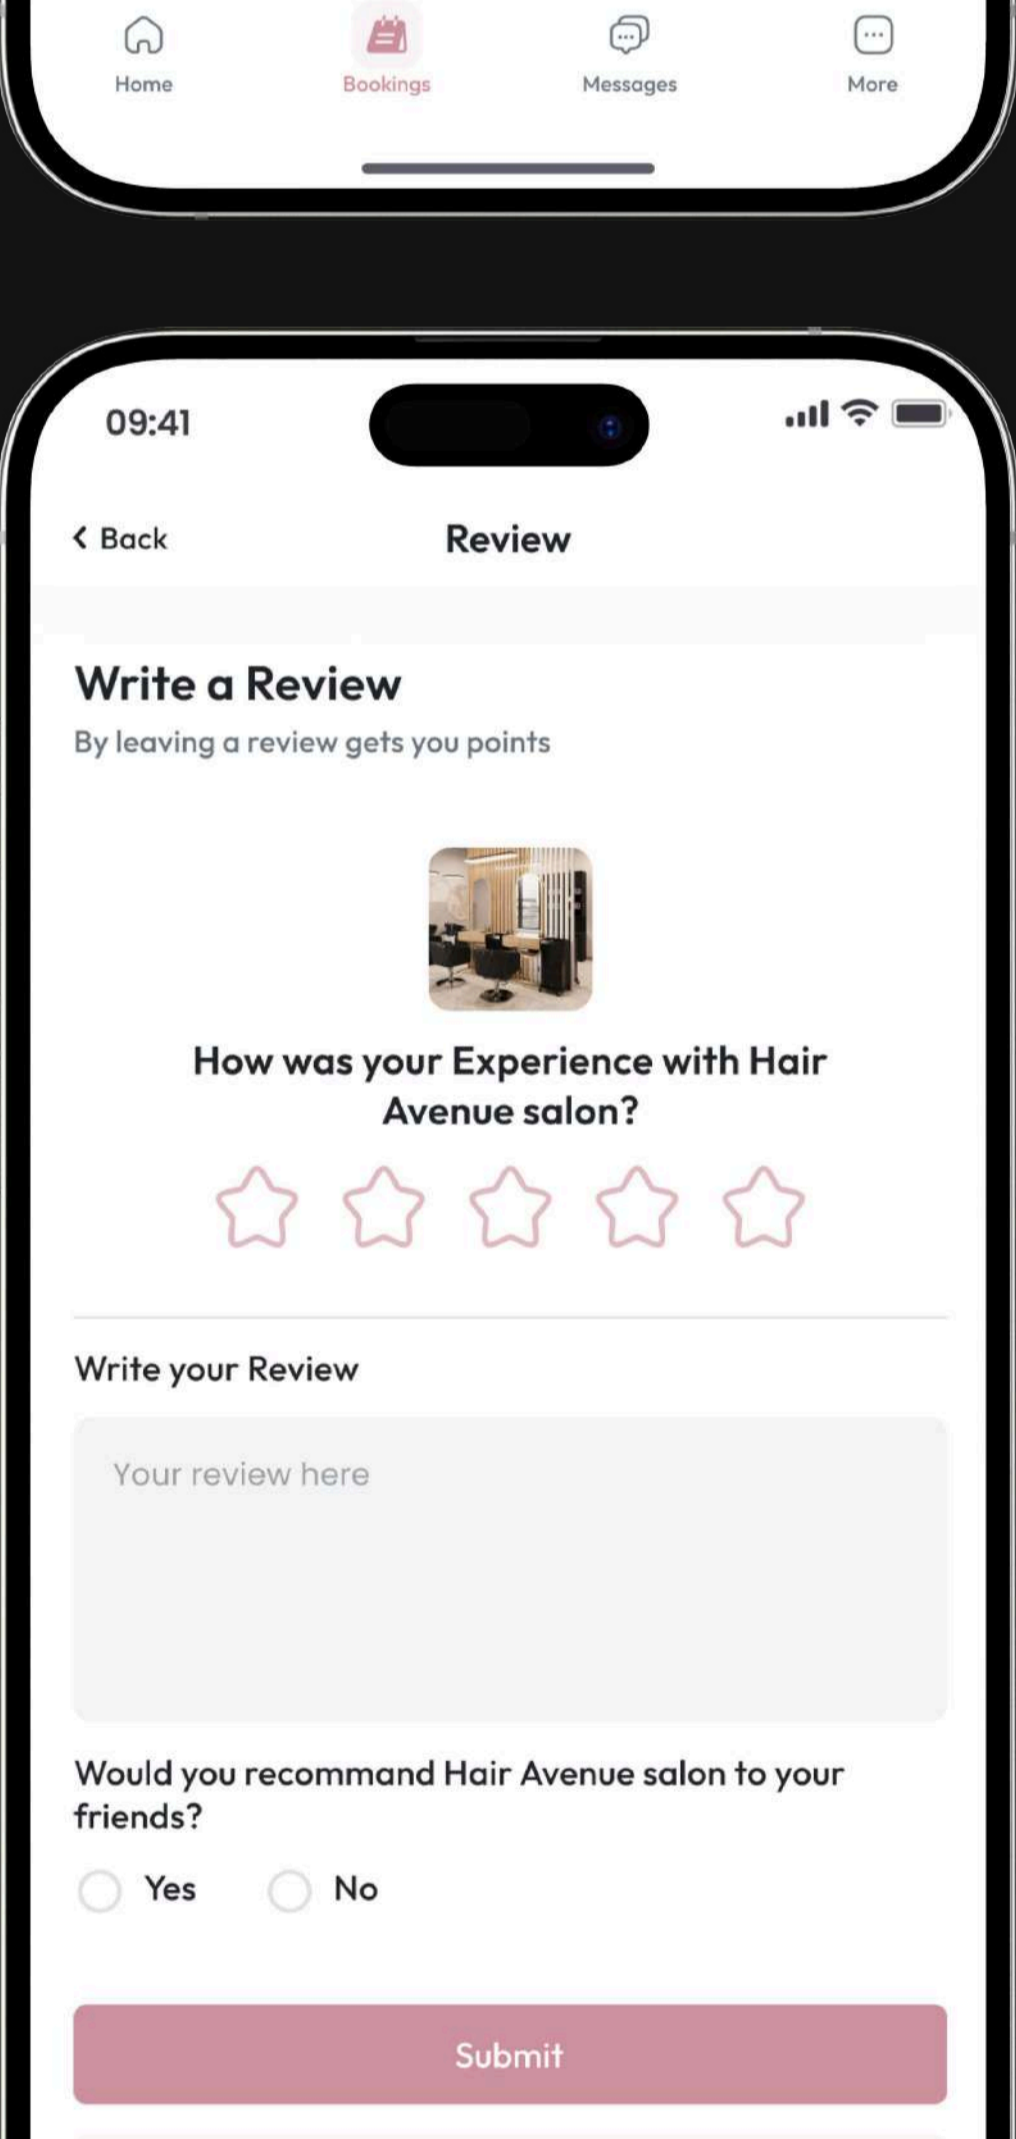 Home
Bookings
Messages
More
09:41
Back
Review
Write a Review
By leaving a review gets you points
How was your Experience with Hair
Avenue salon?
Write your Review
Your review here
Would you recommand Hair Avenue salon to your
friends?
Yes
No
Submit